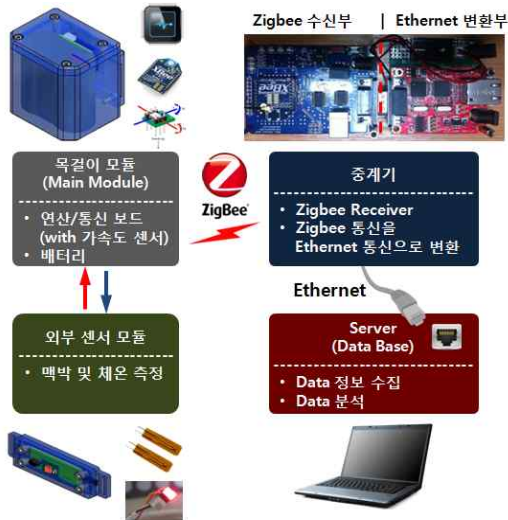 Zigbee 수신부 | Ethernet 변환부
XBee
XBee
목걸이 모듈
(Main Module)
• 연산/통신 보드
(with 가속도 센서)
• 배터리
ZigBee®
중계기
• Zigbee Receiver
• Zigbee 통신을
Ethernet 통신으로 변환
Ethernet
외부 센서 모듈
• 맥박 및 체온 측정
Server
(Data Base)
• Data 정보 수집
• Data 분석